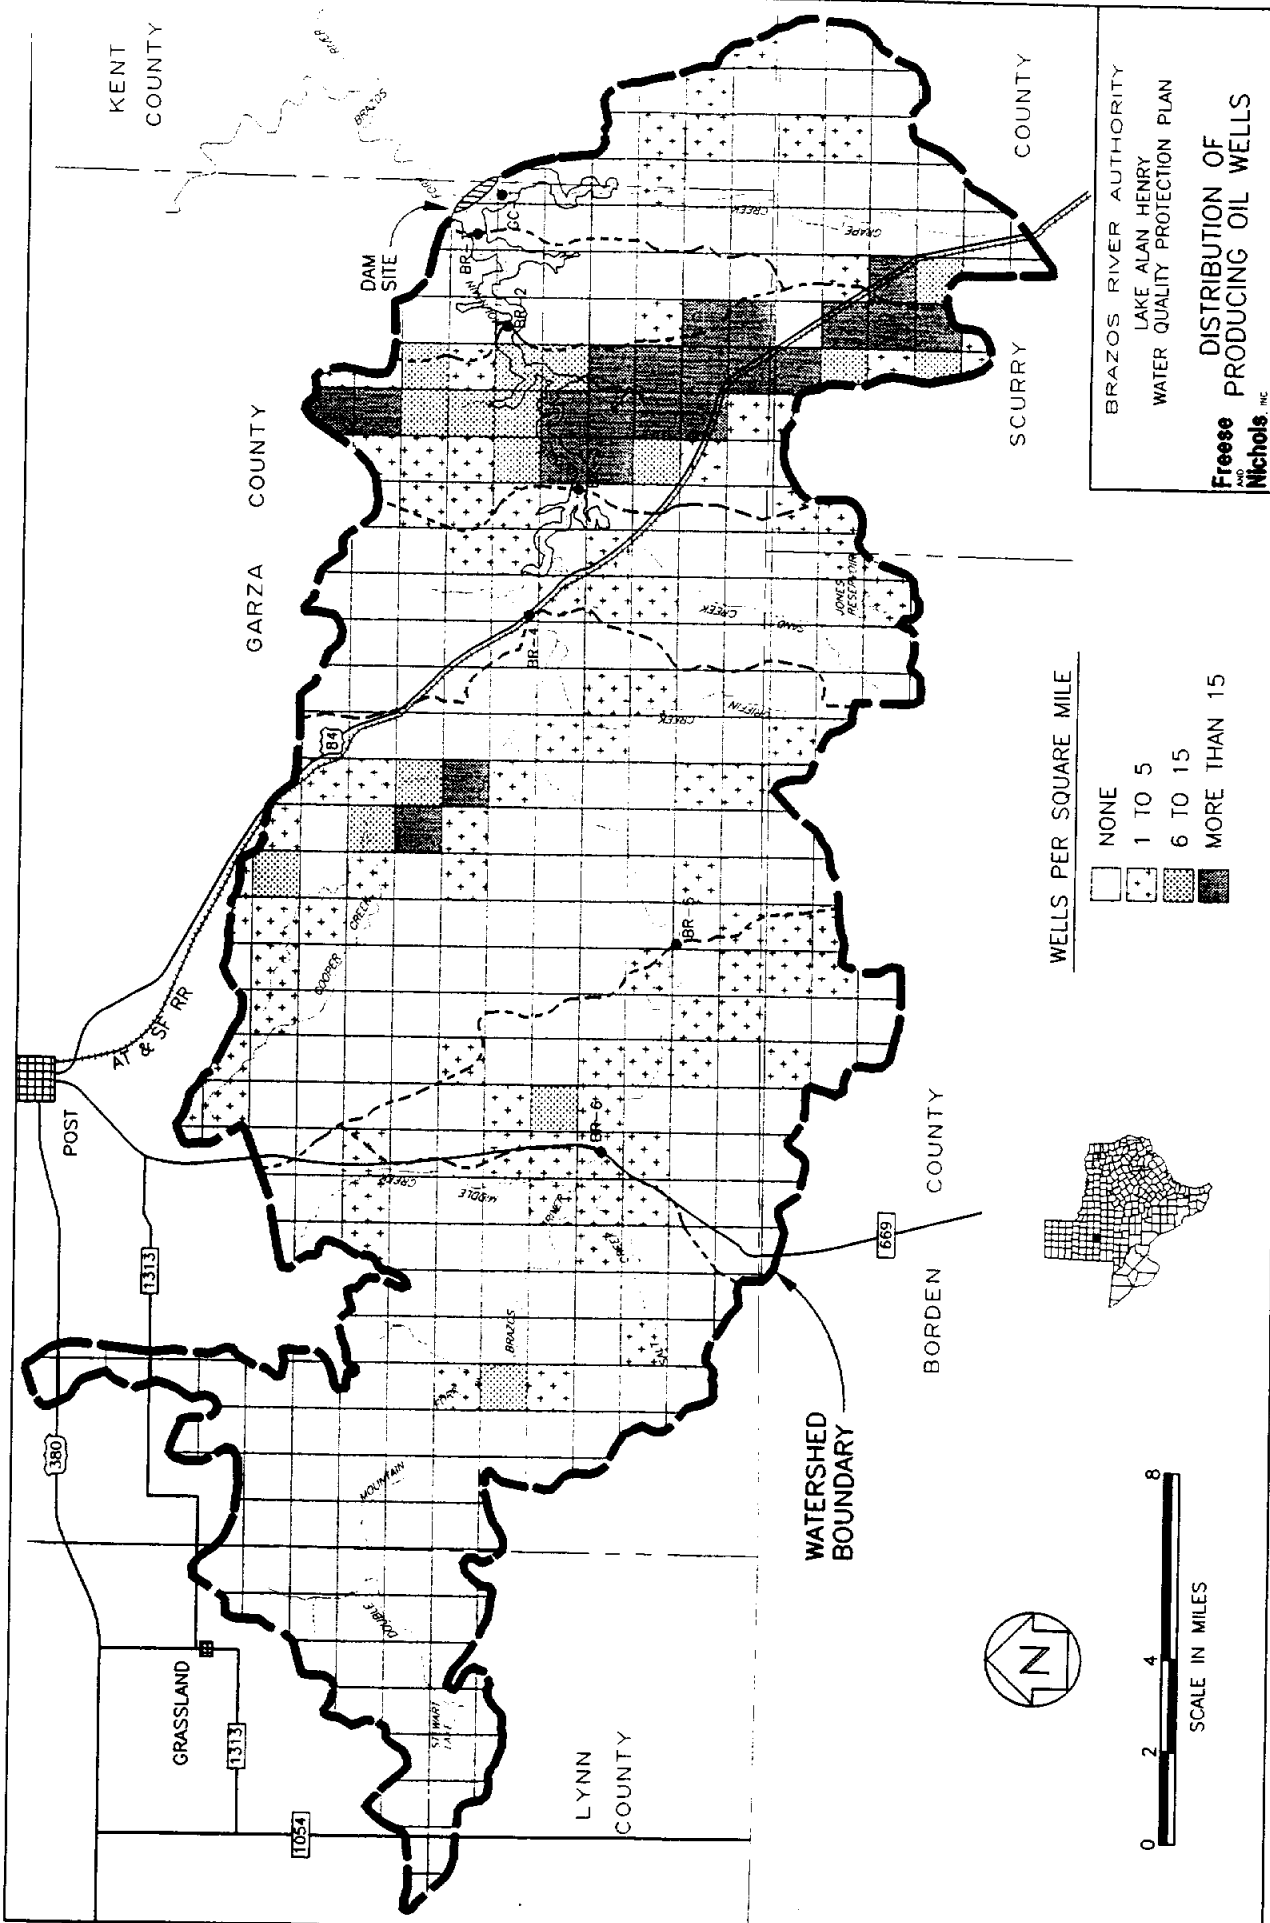 KENT
COUNTY
BRAZOS
RIVER
FORK
GARZA COUNTY
DAM
SITE
BR-1
GC-1
BR-2
GRAPE
CREEK
COUNTY
SCURRY
84
BR-4
SAND
CREEK
JONES
RESERVOIR
GRIFFIN
CREEK
COOPER
CREEK
BR-5
AT & SF RR
POST
BR-6
MIDDLE
CREEK
CREEK
SALT
BRAZOS
FORK
MOUNTAIN
DOUBLE
STEWART
LAKE
669
BORDEN COUNTY
1313
380
GRASSLAND
1313
1054
LYNN
COUNTY
WATERSHED
BOUNDARY
WELLS PER SQUARE MILE
NONE
1 TO 5
6 TO 15
MORE THAN 15
N
0 2 4 8
SCALE IN MILES
BRAZOS RIVER AUTHORITY
LAKE ALAN HENRY
WATER QUALITY PROTECTION PLAN
DISTRIBUTION OF
PRODUCING OIL WELLS
Freese
AND
Nichols, INC.